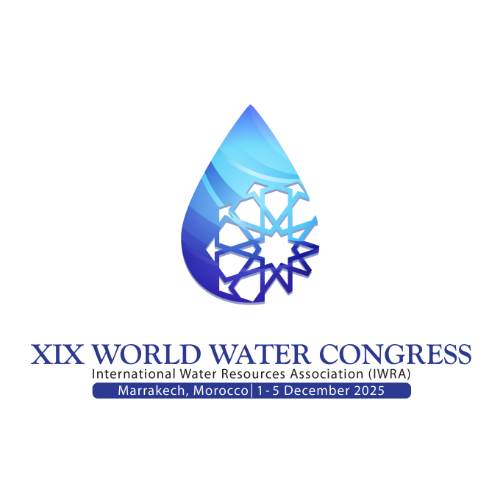 XIX WORLD WATER CONGRESS
International Water Resources Association (IWRA)
Marrakech, Morocco| 1-5 December 2025